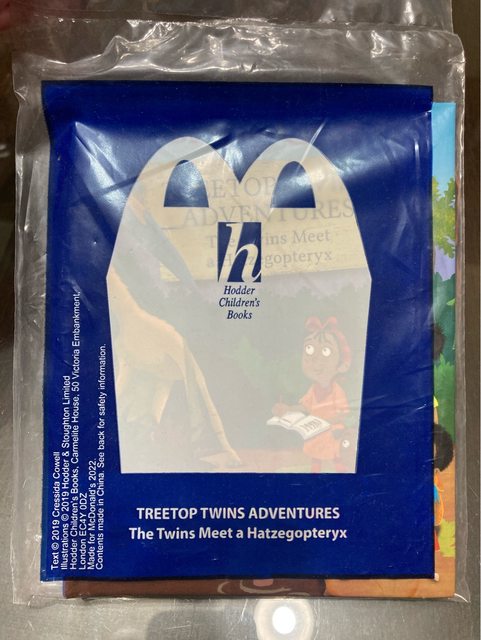 ETOP
ADVENTURES
The Twins Meet
a Hatzegopteryx
h
Hodder
Children's
Books
TREETOP TWINS ADVENTURES
The Twins Meet a Hatzegopteryx
Text © 2019 Cressida Cowell
Illustrations © 2019 Hodder & Stoughton Limited
Hodder Children's Books, Carmelite House, 50 Victoria Embankment,
London EC4Y 0DZ
Made for McDonald's 2022.
Contents made in China. See back for safety information.